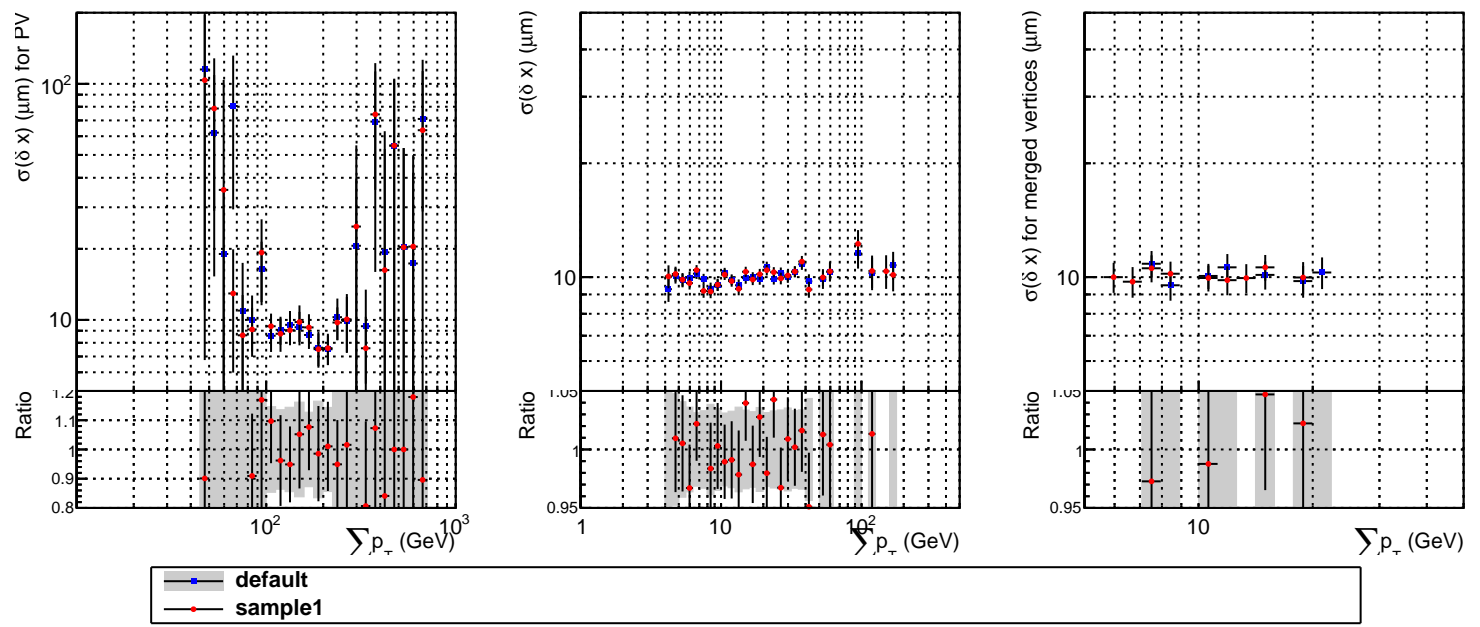 σ(δ x) (μm) for PV
10²
10
Ratio
1.2
1.1
1
0.9
0.8
10²
10³
∑p_T (GeV)
σ(δ x) (μm)
10
Ratio
1.05
1
0.95
1
10
10²
∑p_T (GeV)
σ(δ x) for merged vertices (μm)
10
Ratio
1.05
1
0.95
10
∑p_T (GeV)
default
sample1